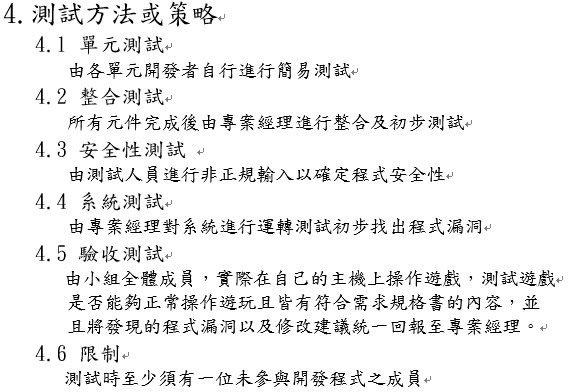 4.測試方法或策略
4.1 單元測試
由各單元開發者自行進行簡易測試
4.2 整合測試
所有元件完成後由專案經理進行整合及初步測試
4.3 安全性測試
由測試人員進行非正規輸入以確定程式安全性
4.4 系統測試
由專案經理對系統進行運轉測試初步找出程式漏洞
4.5 驗收測試
由小組全體成員，實際在自己的主機上操作遊戲，測試遊戲
是否能夠正常操作遊玩且皆有符合需求規格書的內容，並
且將發現的程式漏洞以及修改建議統一回報至專案經理。
4.6 限制
測試時至少須有一位未參與開發程式之成員